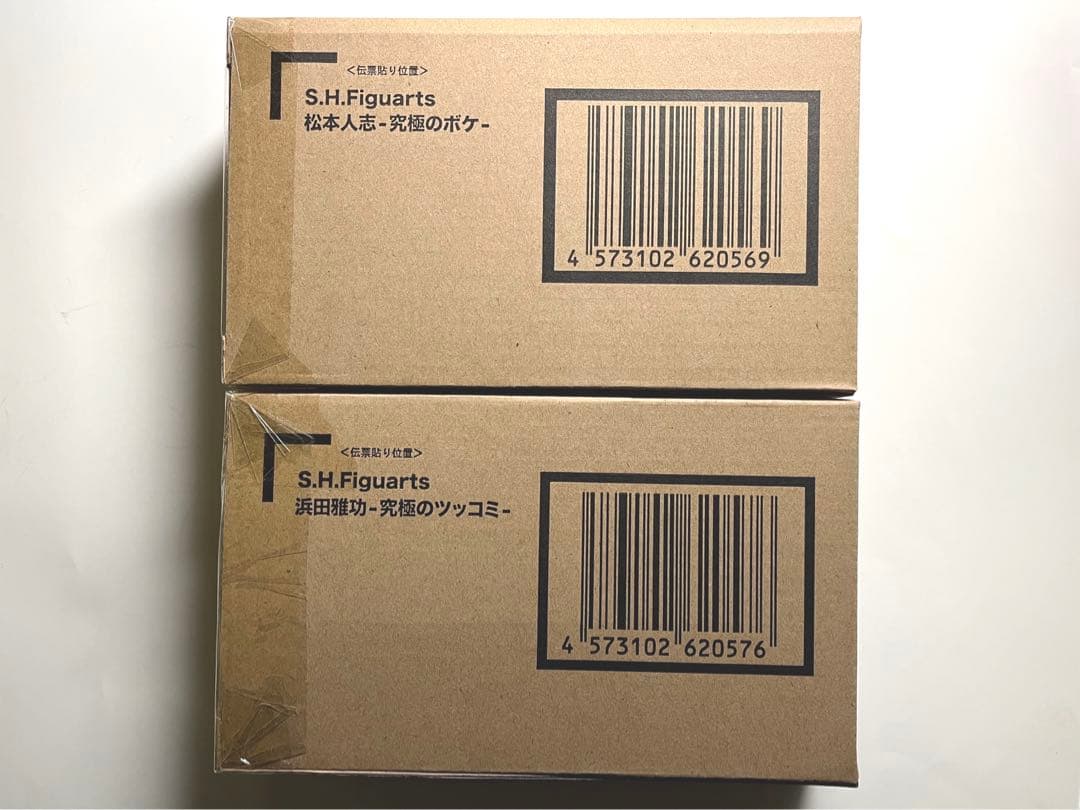 <伝票貼り位置>
S.H.Figuarts
松本人志-究極のボケ-
4 573102 620569
<伝票貼り位置>
S.H.Figuarts
浜田雅功-究極のツッコミ-
4 573102 620576